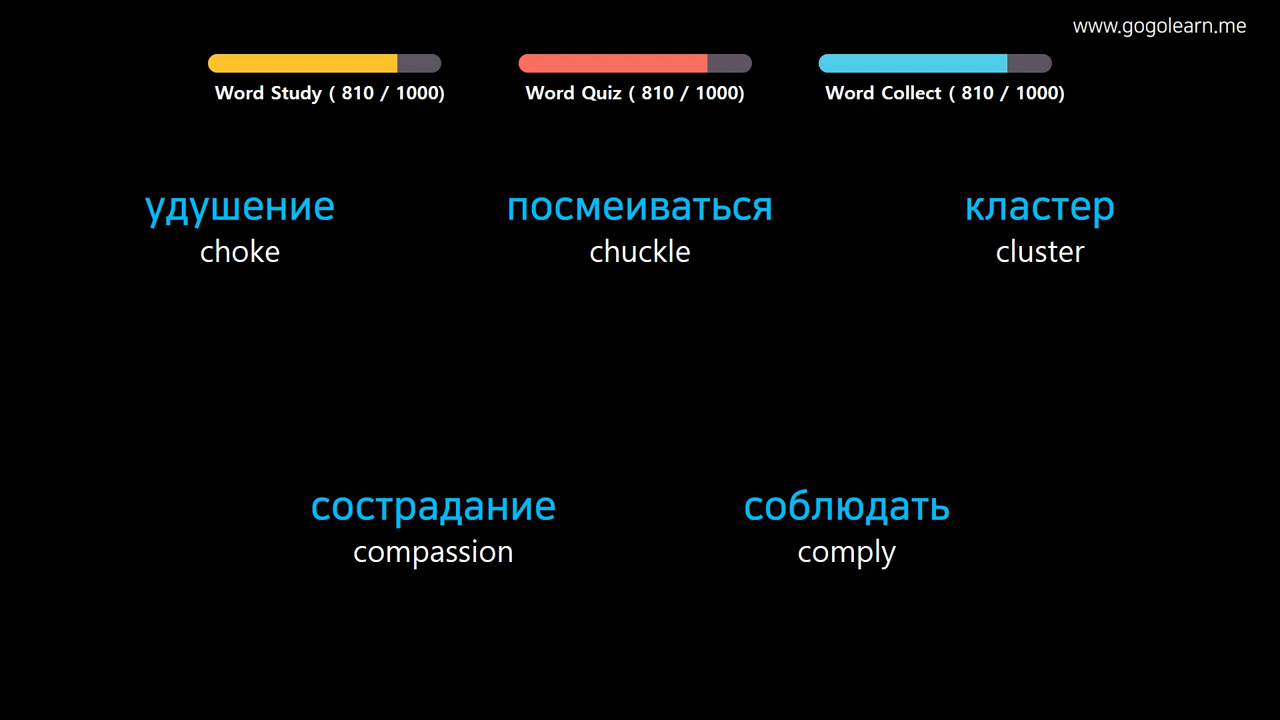 www.gogolearn.me
Word Study ( 810 / 1000)
Word Quiz ( 810 / 1000)
Word Collect ( 810 / 1000)
удушение
choke
посмеиваться
chuckle
кластер
cluster
сострадание
compassion
соблюдать
comply